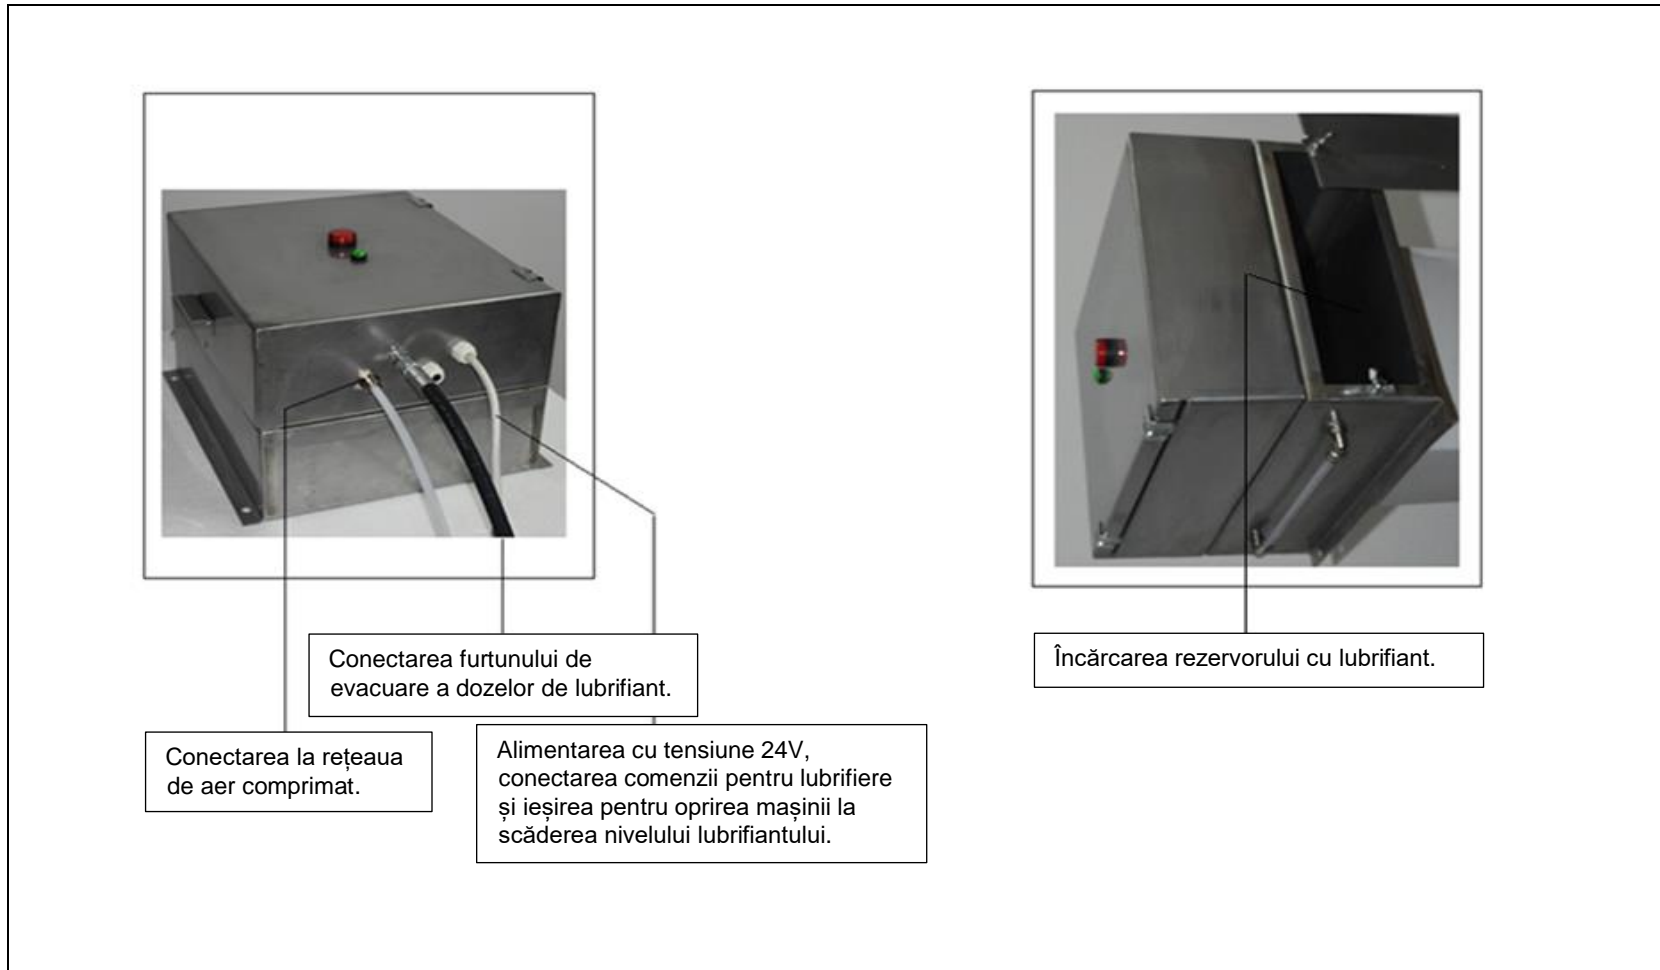 Conectarea furtunului de
evacuare a dozelor de lubrifiant.
Încărcarea rezervorului cu lubrifiant.
Conectarea la rețeaua
de aer comprimat.
Alimentarea cu tensiune 24V,
conectarea comenzii pentru lubrifiere
și ieșirea pentru oprirea mașinii la
scăderea nivelului lubrifiantului.